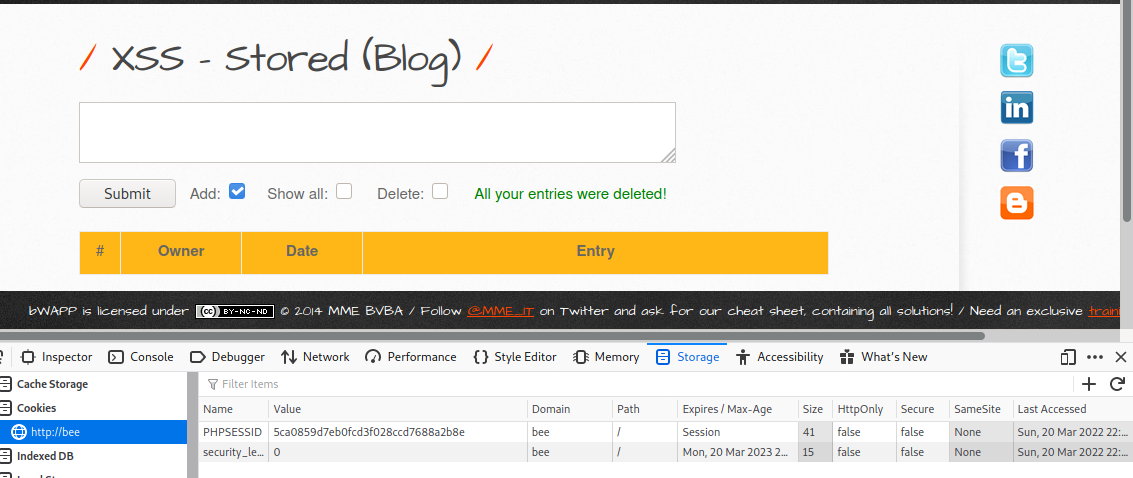 / XSS - Stored (Blog) /
Submit Add: Show all: Delete: All your entries were deleted!
# Owner Date Entry
bWAPP is licensed under (cc) BY-NC-ND © 2014 MME BVBA / Follow @MME_IT on Twitter and ask for our cheat sheet, containing all solutions! / Need an exclusive traini
Inspector Console Debugger Network Performance Style Editor Memory Storage Accessibility What's New
Cache Storage
Filter Items
Cookies
Name Value Domain Path Expires / Max-Age Size HttpOnly Secure SameSite Last Accessed
http://bee
PHPSESSID 5ca0859d7eb0fcd3f028ccd7688a2b8e bee / Session 41 false false None Sun, 20 Mar 2022 22:...
Indexed DB
security_le... 0 bee / Mon, 20 Mar 2023 2... 15 false false None Sun, 20 Mar 2022 22:...